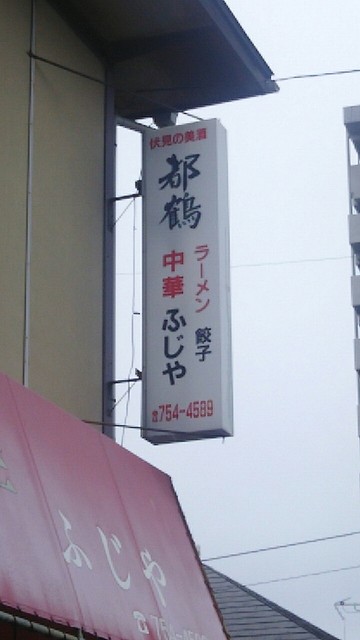 伏見の美酒
都鶴
ラーメン 餃子
中華 ふじや
☎754-4589
ふじや
☎754